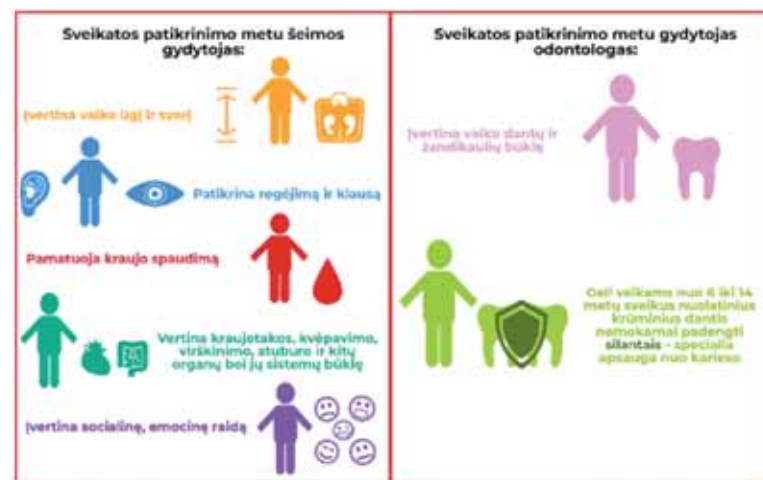 Sveikatos patikrinimo metu šeimos
gydytojas:
Įvertina vaiko ūgį ir svorį
Patikrina regėjimą ir klausą
Pamatuoja kraujo spaudimą
Vertina kraujotakos, kvėpavimo,
virškinimo, stuburo ir kitų
organų bei jų sistemų būklę
Įvertina socialinę, emocinę raidą
Sveikatos patikrinimo metu gydytojas
odontologas:
Įvertina vaiko dantų ir
žandikaulių būklę
Gali vaikams nuo 6 iki 14
metų sveikus nuolatinius
krūminius dantis
nemokamai padengti
silantais - specialia
apsauga nuo karieso